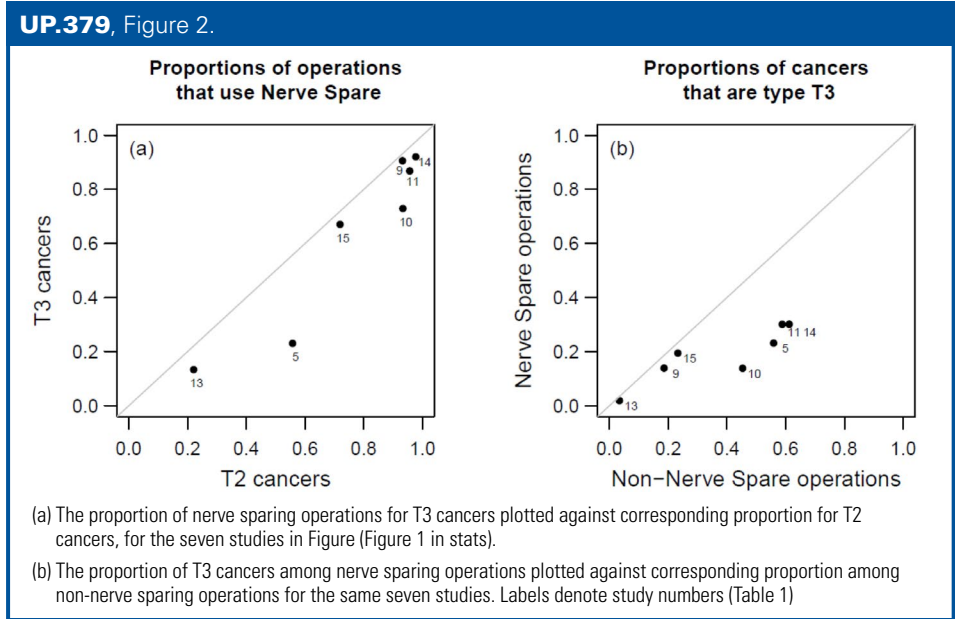 UP.379, Figure 2.
Proportions of operations
that use Nerve Spare
(a)
1.0
0.8
0.6
0.4
0.2
0.0
T3 cancers
14
9
11
10
15
5
13
0.0 0.2 0.4 0.6 0.8 1.0
T2 cancers
Proportions of cancers
that are type T3
(b)
1.0
0.8
0.6
0.4
0.2
0.0
Nerve Spare operations
11 14
5
15
9
10
13
0.0 0.2 0.4 0.6 0.8 1.0
Non−Nerve Spare operations
(a) The proportion of nerve sparing operations for T3 cancers plotted against corresponding proportion for T2
cancers, for the seven studies in Figure (Figure 1 in stats).
(b) The proportion of T3 cancers among nerve sparing operations plotted against corresponding proportion among
non-nerve sparing operations for the same seven studies. Labels denote study numbers (Table 1)